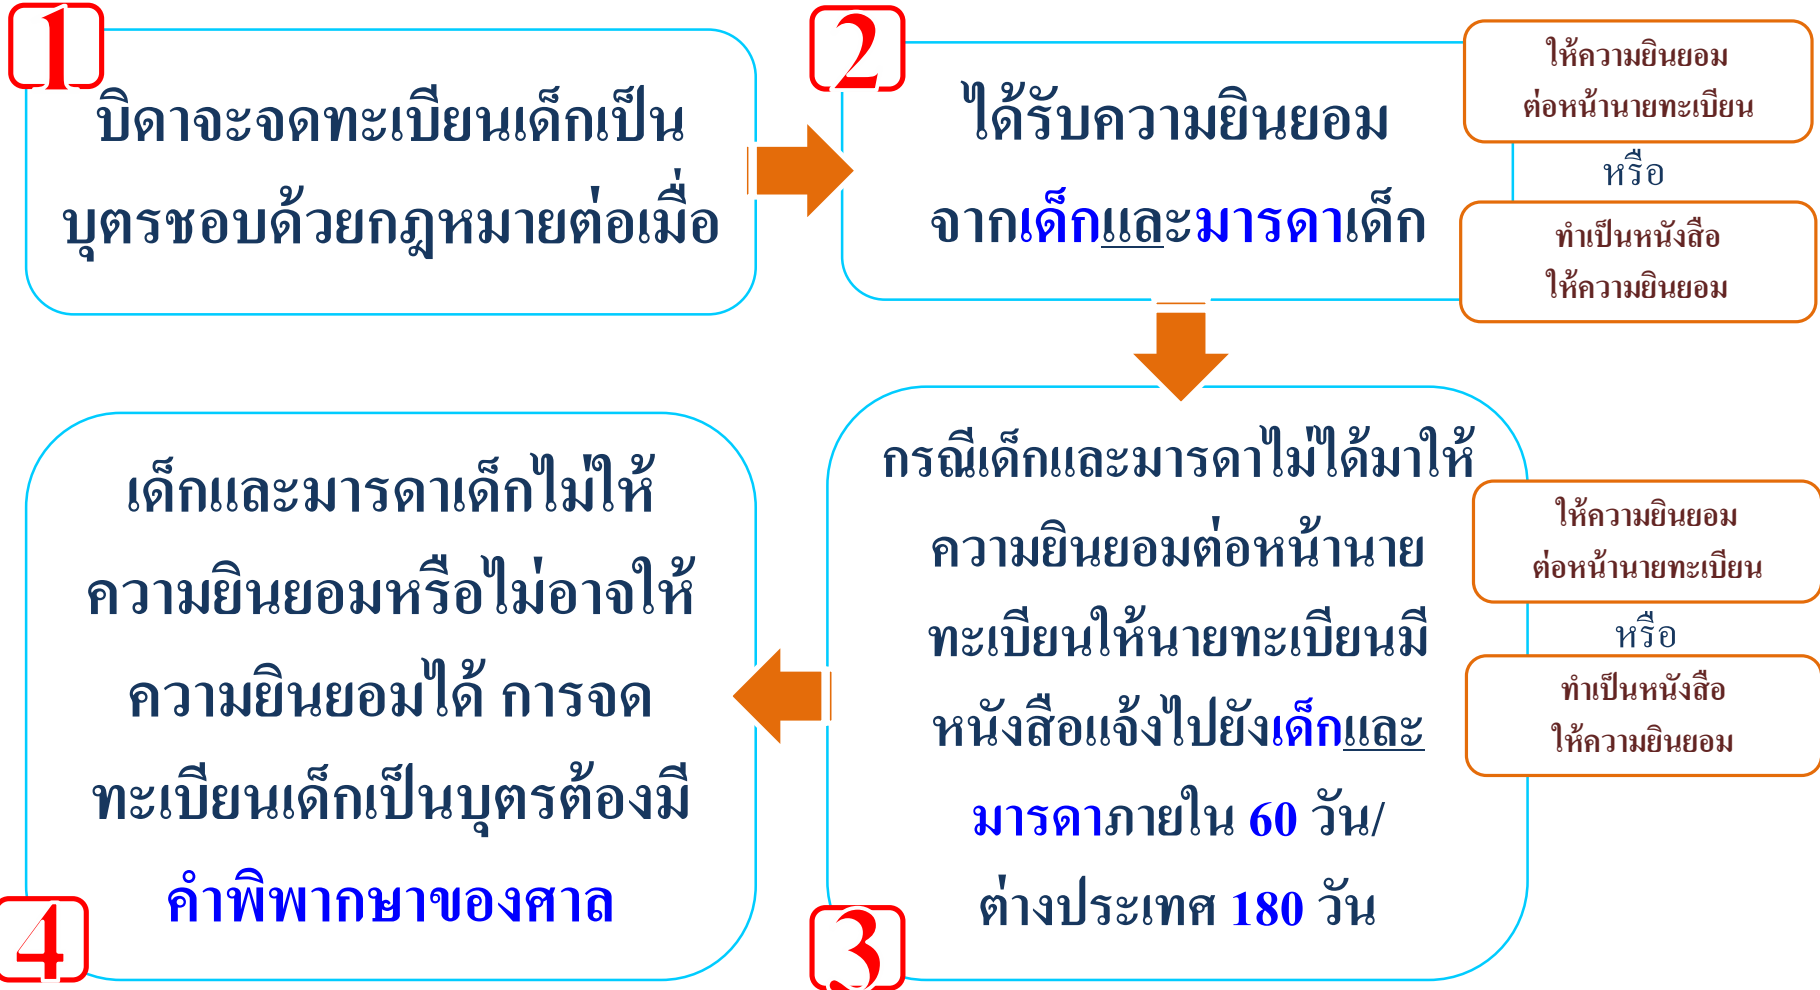 1
บิดาจะจดทะเบียนเด็กเป็น
บุตรชอบด้วยกฎหมายต่อเมื่อ
2
ได้รับความยินยอม
จากเด็กและมารดาเด็ก
ให้ความยินยอม
ต่อหน้านายทะเบียน
หรือ
ทำเป็นหนังสือ
ให้ความยินยอม
3
กรณีเด็กและมารดาไม่ได้มาให้
ความยินยอมต่อหน้านาย
ทะเบียนให้นายทะเบียนมี
หนังสือแจ้งไปยังเด็กและ
มารดาภายใน 60 วัน/
ต่างประเทศ 180 วัน
ให้ความยินยอม
ต่อหน้านายทะเบียน
หรือ
ทำเป็นหนังสือ
ให้ความยินยอม
4
เด็กและมารดาเด็กไม่ให้
ความยินยอมหรือไม่อาจให้
ความยินยอมได้ การจด
ทะเบียนเด็กเป็นบุตรต้องมี
คำพิพากษาของศาล